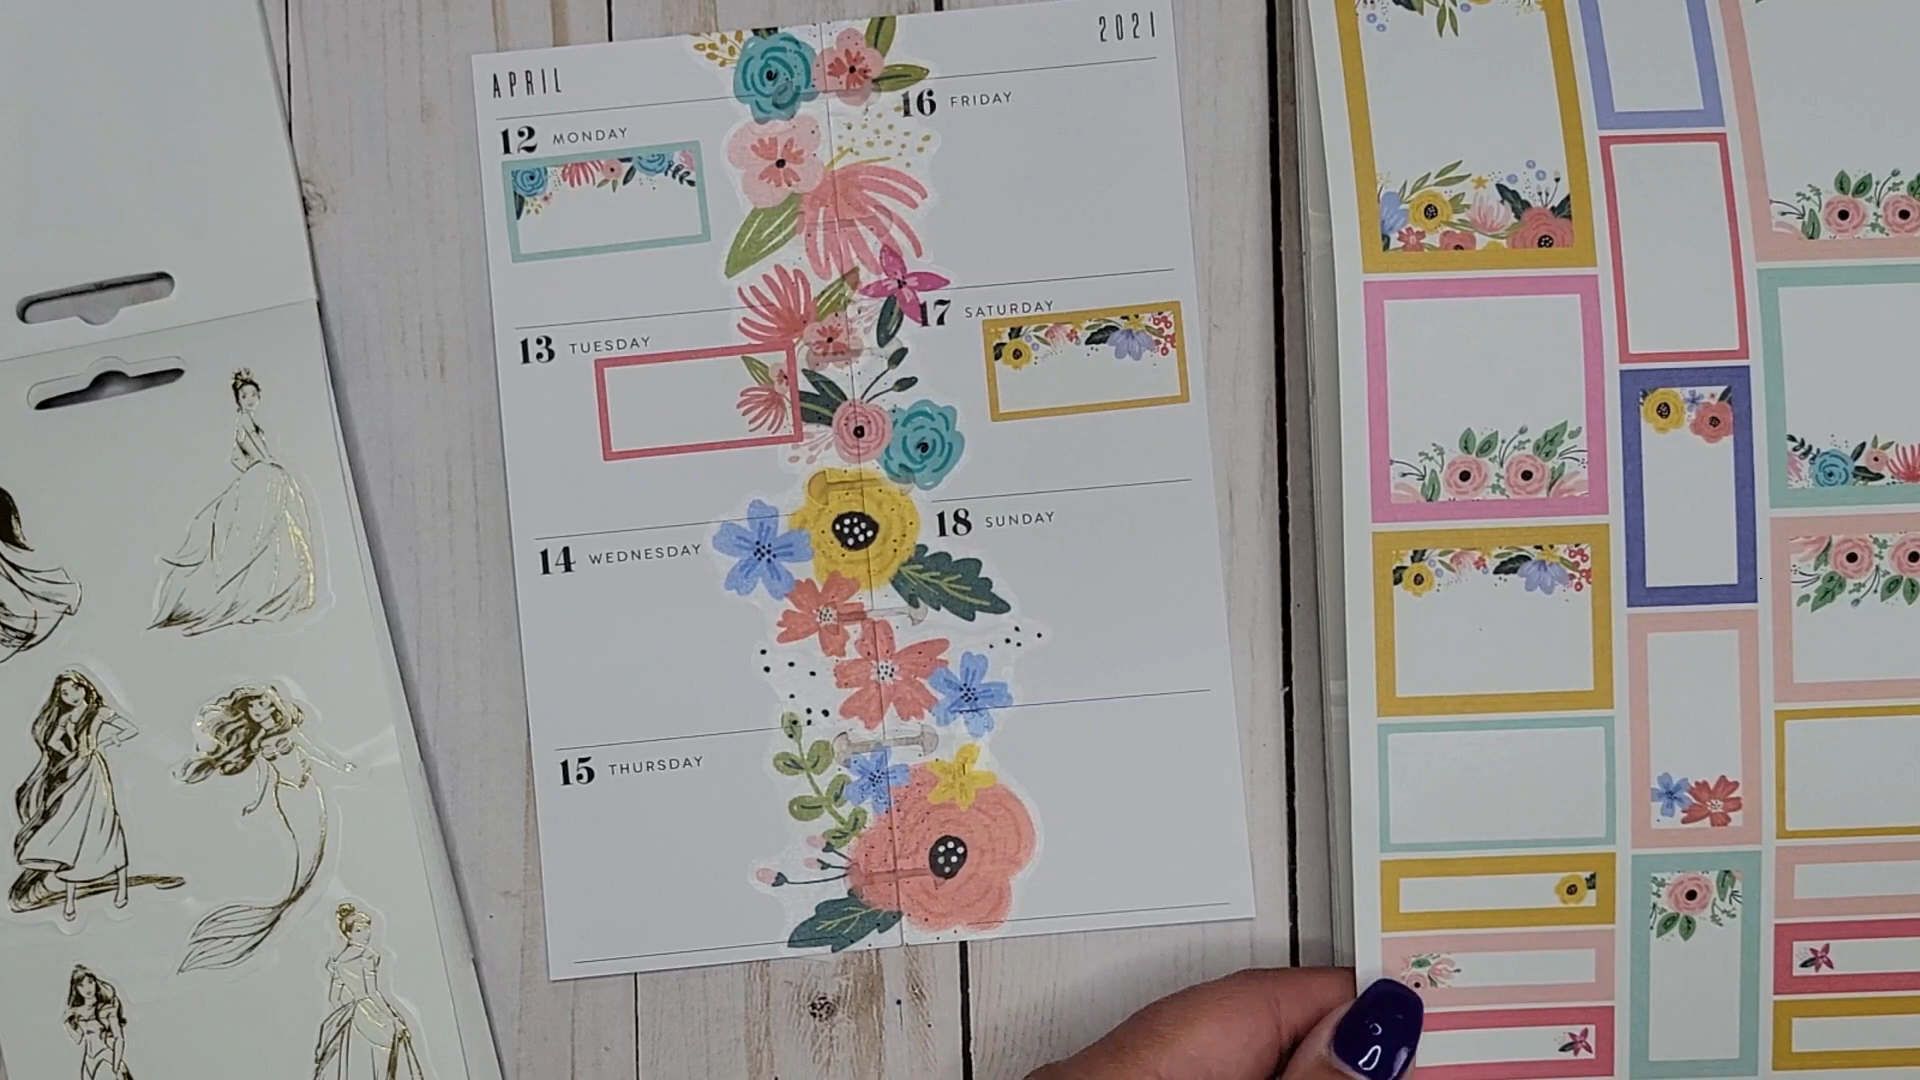 APRIL
2021
12 MONDAY
13 TUESDAY
14 WEDNESDAY
15 THURSDAY
16 FRIDAY
17 SATURDAY
18 SUNDAY